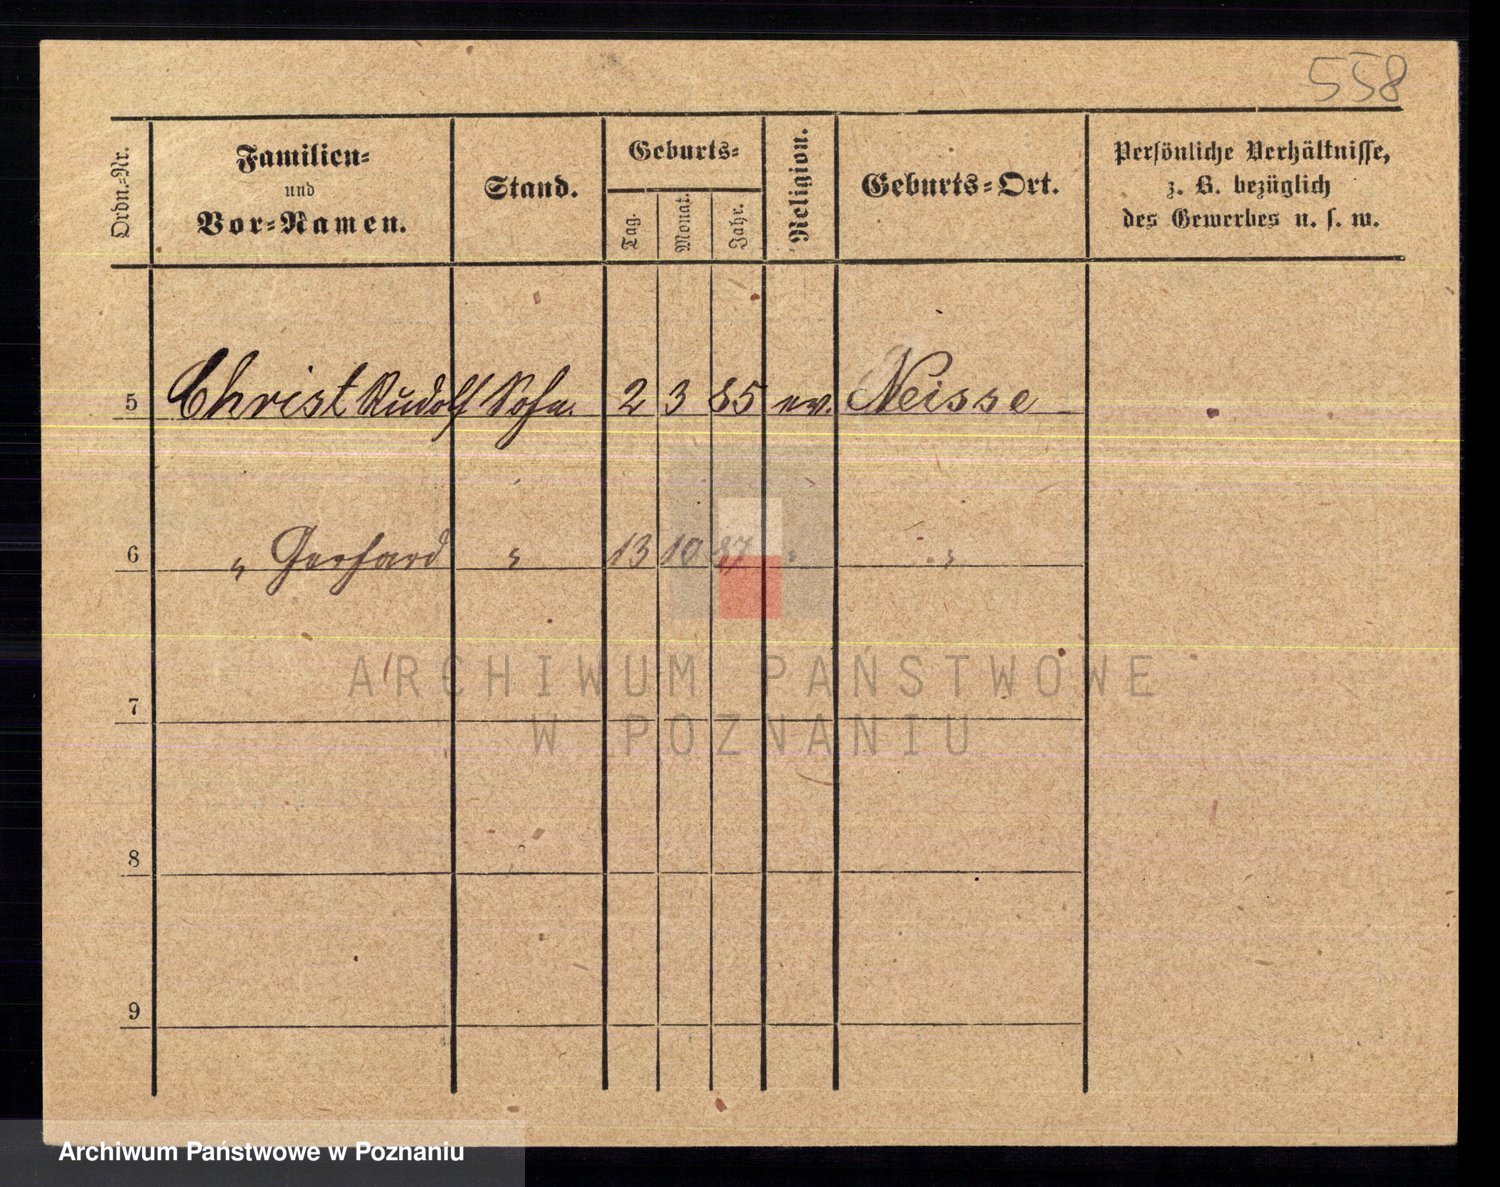 558
Ordn.-Nr.
Familien-
und
Vor-Namen.
Stand.
Geburts-
Tag.
Monat.
Jahr.
Religion.
Geburts-Ort.
Persönliche Verhältnisse,
z. B. bezüglich
des Gewerbes u. s. w.
5 Christ Rudolf Sohn. 2 3 85 ev. Neisse
6 " Gerhard " 13 10 87 " "
ARCHIWUM PAŃSTWOWE
7
W POZNANIU
8
9
Archiwum Państwowe w Poznaniu